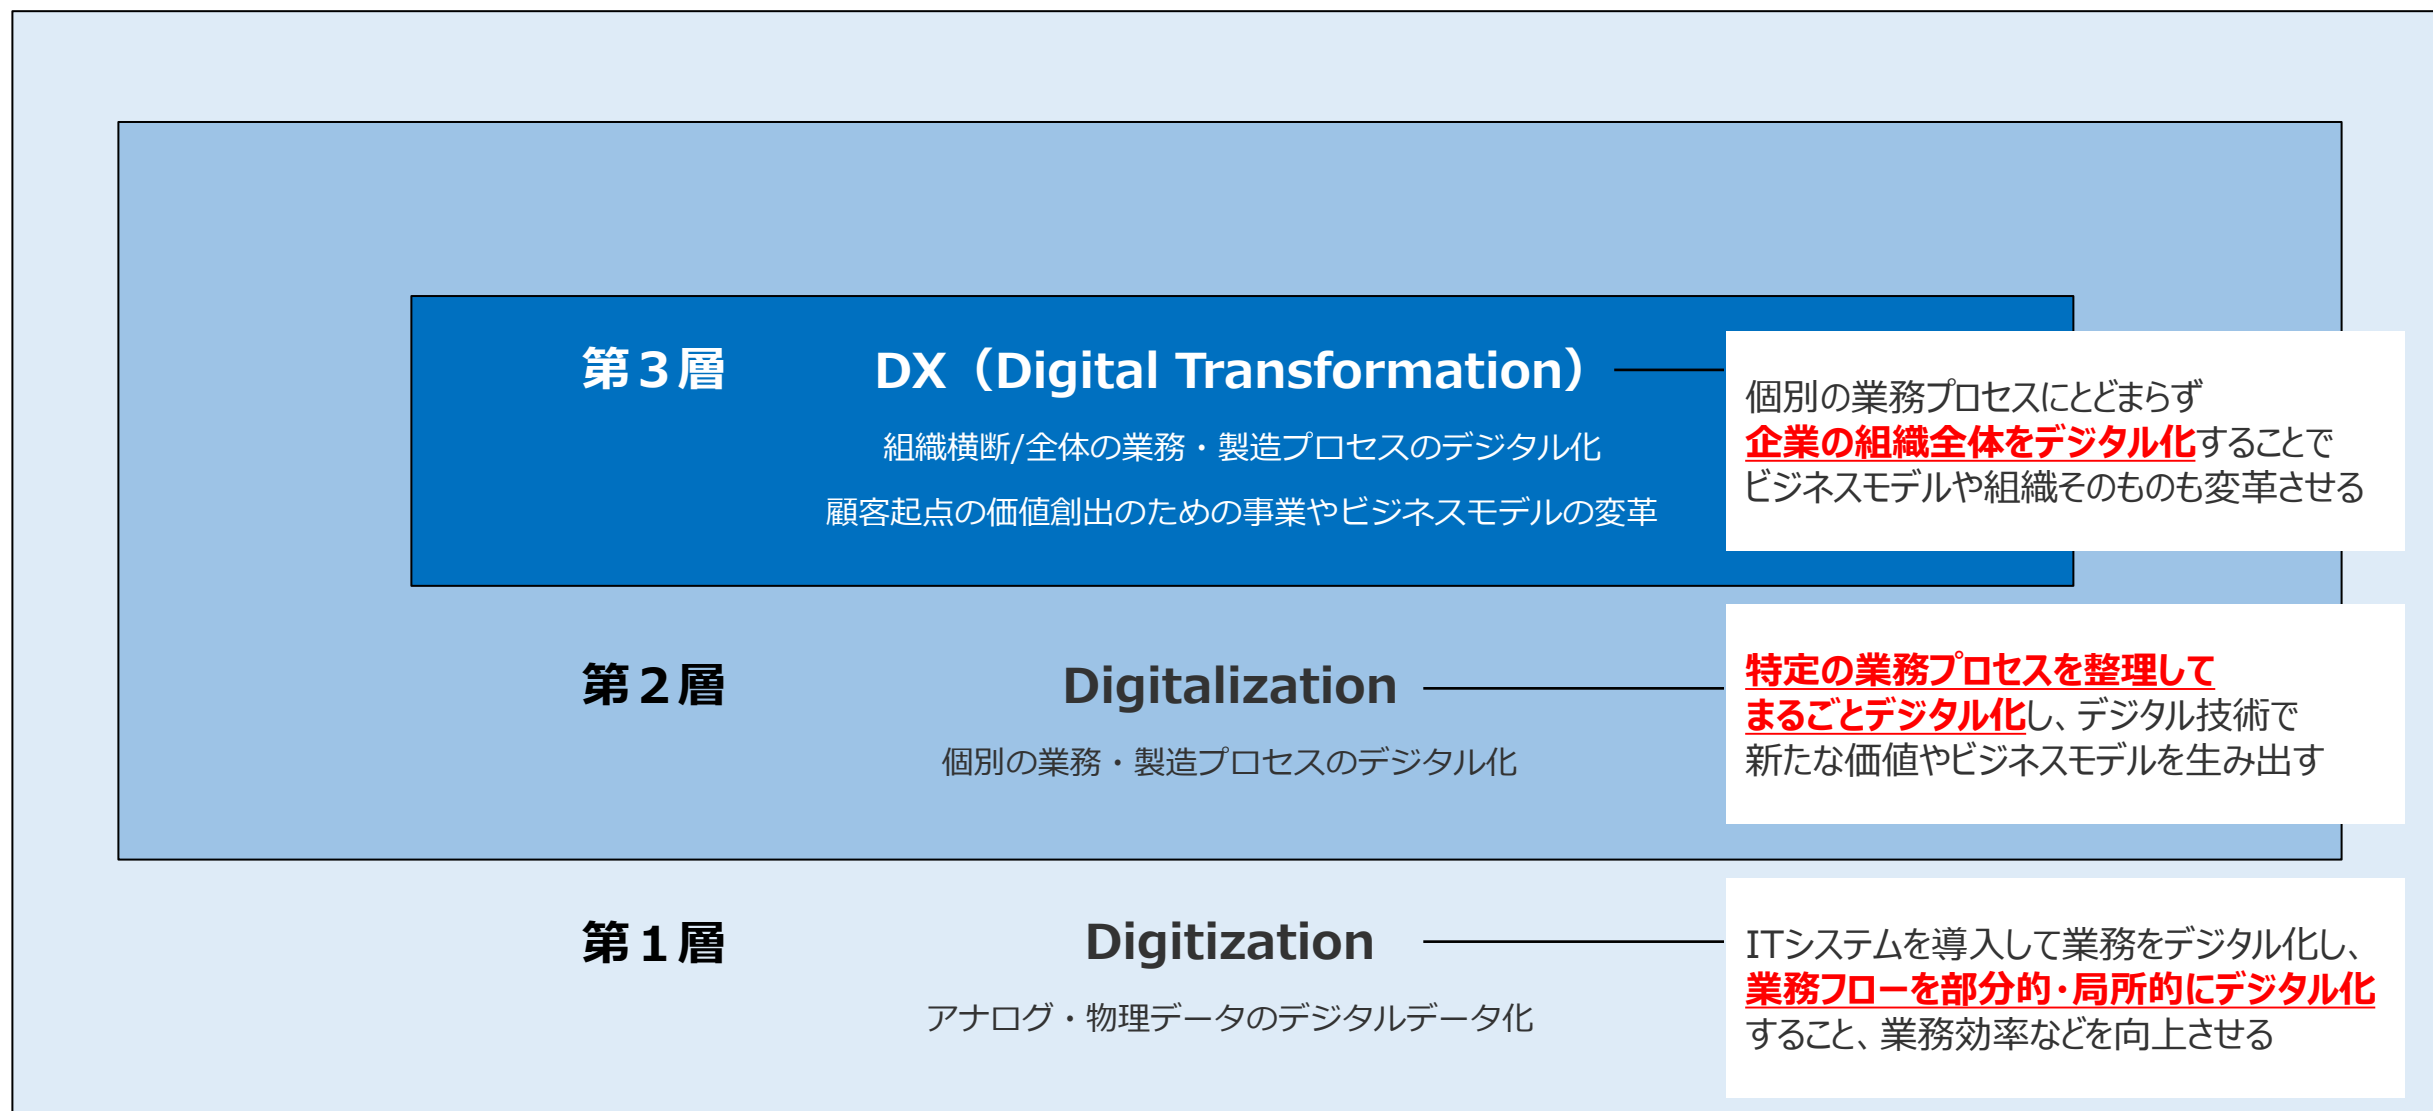 第３層
DX（Digital Transformation）
組織横断/全体の業務・製造プロセスのデジタル化
顧客起点の価値創出のための事業やビジネスモデルの変革
個別の業務プロセスにとどまらず
企業の組織全体をデジタル化することで
ビジネスモデルや組織そのものも変革させる
第２層
Digitalization
個別の業務・製造プロセスのデジタル化
特定の業務プロセスを整理して
まるごとデジタル化し、デジタル技術で
新たな価値やビジネスモデルを生み出す
第１層
Digitization
アナログ・物理データのデジタルデータ化
ITシステムを導入して業務をデジタル化し、
業務フローを部分的・局所的にデジタル化
すること、業務効率などを向上させる